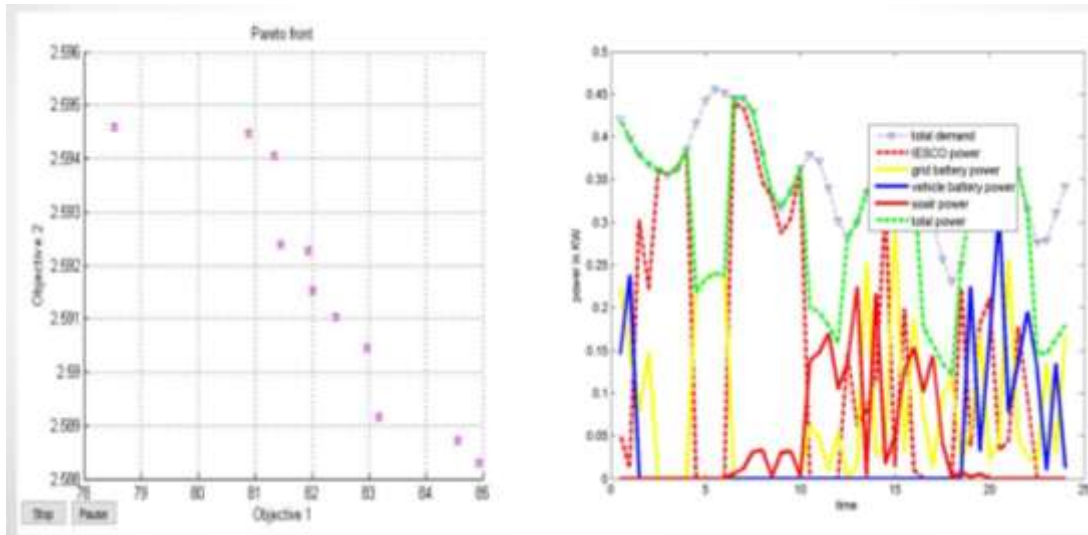 Pareto front
2.596
2.595
2.594
2.593
2.592
2.591
2.59
2.589
2.588
Objective 2
78
79
80
81
82
83
84
85
Objective 1
Stop
Pause
0.5
0.45
0.4
0.35
0.3
0.25
0.2
0.15
0.1
0.05
0
power in KW
total demand
IESCO power
grid battery power
vehicle battery power
solar power
total power
0
5
10
15
20
25
time